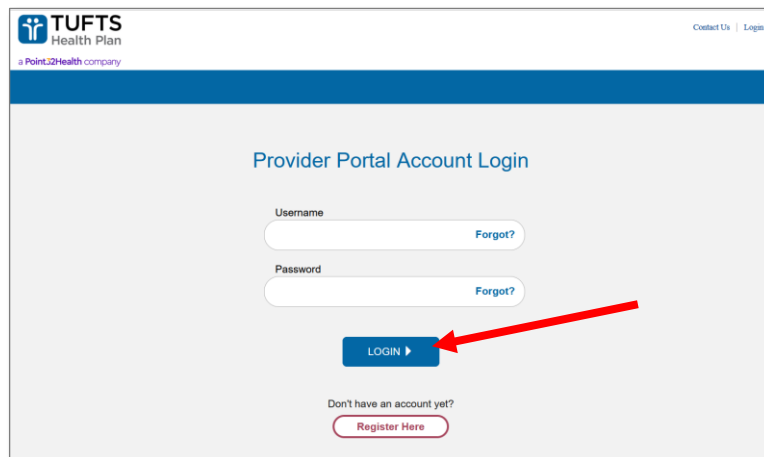 TUFTS
Health Plan
a Point32Health company
Contact Us | Login
Provider Portal Account Login
Username
Forgot?
Password
Forgot?
LOGIN
Don't have an account yet?
Register Here